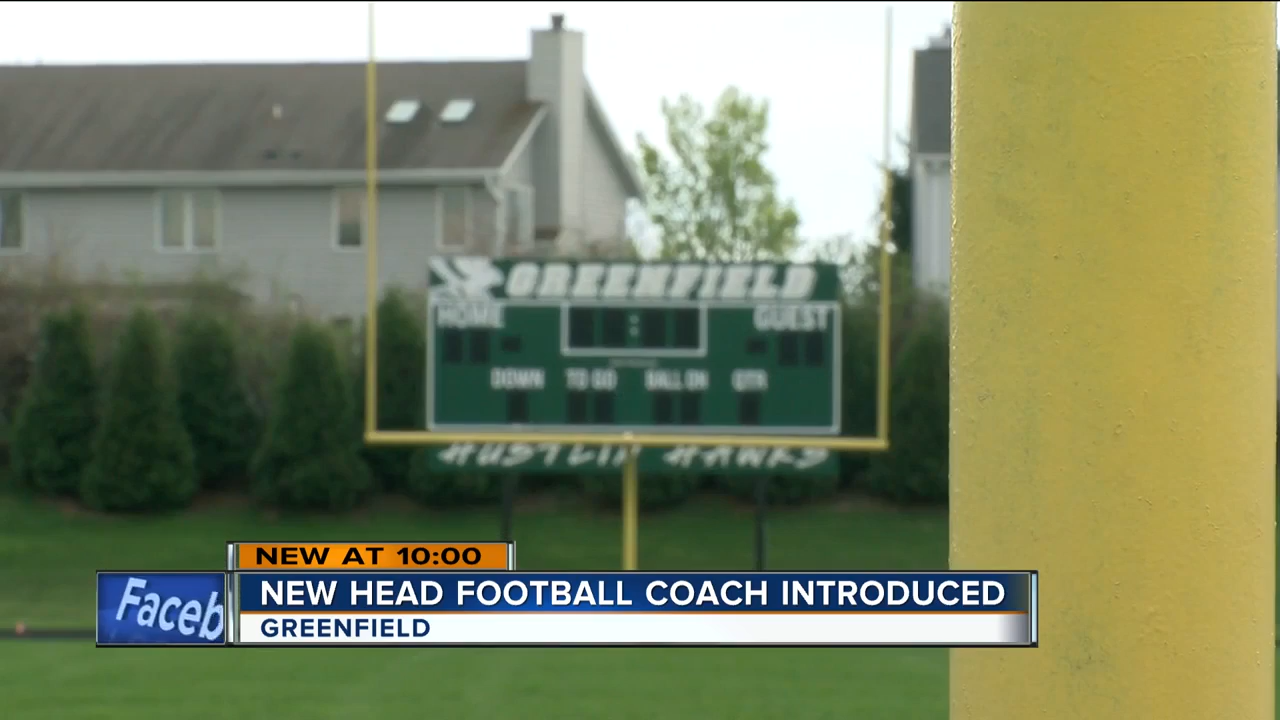 GREENFIELD
HOME GUEST
DOWN TO GO BALL ON QTR
HUSTLIN HAWKS
NEW AT 10:00
Faceb
NEW HEAD FOOTBALL COACH INTRODUCED
GREENFIELD